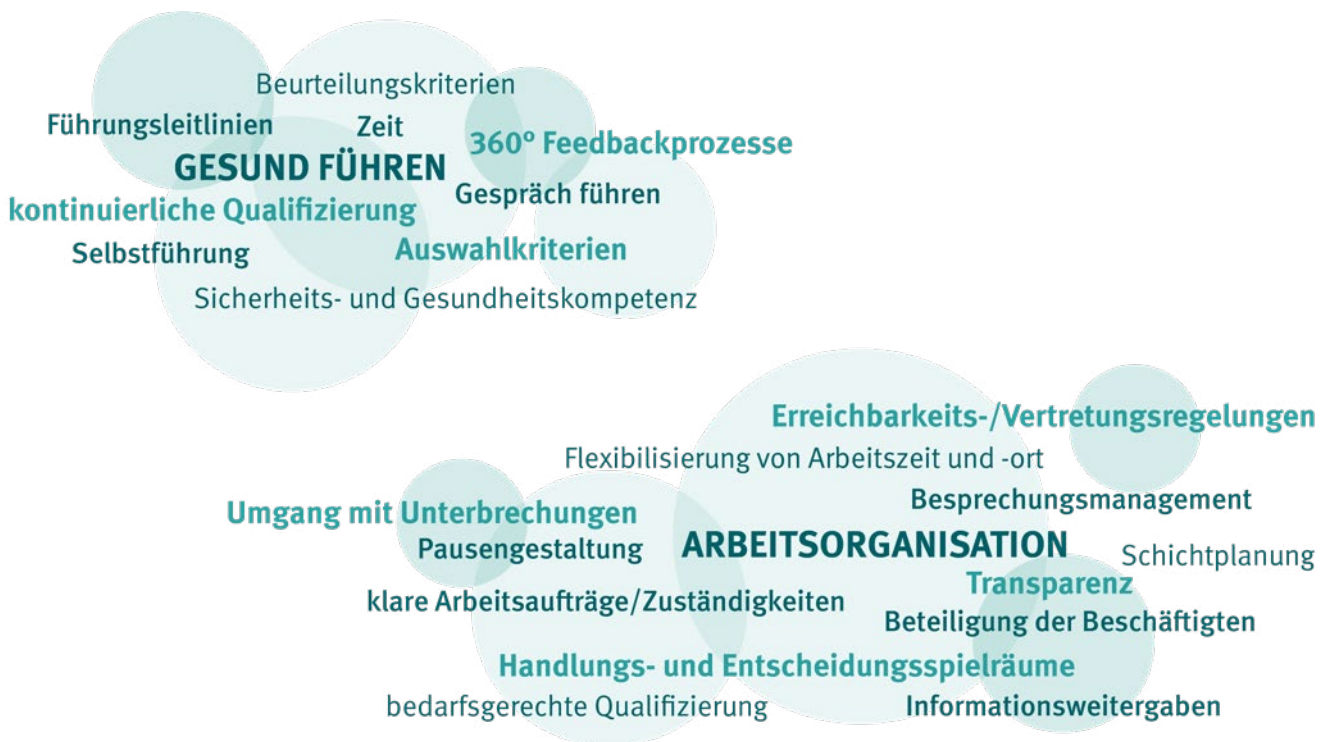 Beurteilungskriterien
Führungsleitlinien
Zeit
360° Feedbackprozesse
GESUND FÜHREN
Gespräch führen
kontinuierliche Qualifizierung
Selbstführung
Auswahlkriterien
Sicherheits- und Gesundheitskompetenz
Erreichbarkeits-/Vertretungsregelungen
Flexibilisierung von Arbeitszeit und -ort
Besprechungsmanagement
Umgang mit Unterbrechungen
Pausengestaltung
ARBEITSORGANISATION
Schichtplanung
Transparenz
klare Arbeitsaufträge/Zuständigkeiten
Beteiligung der Beschäftigten
Handlungs- und Entscheidungsspielräume
bedarfsgerechte Qualifizierung
Informationsweitergaben